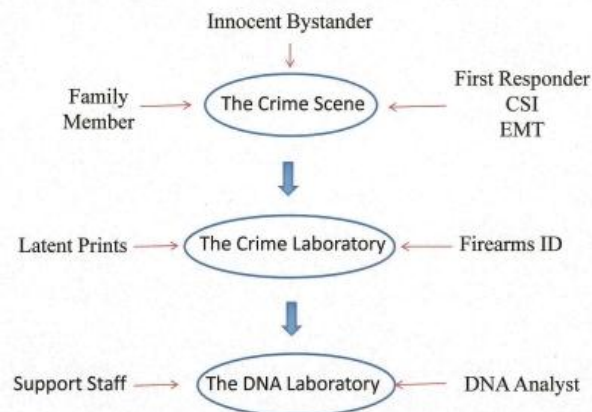 Innocent Bystander
Family
Member
The Crime Scene
First Responder
CSI
EMT
Latent Prints
The Crime Laboratory
Firearms ID
Support Staff
The DNA Laboratory
DNA Analyst